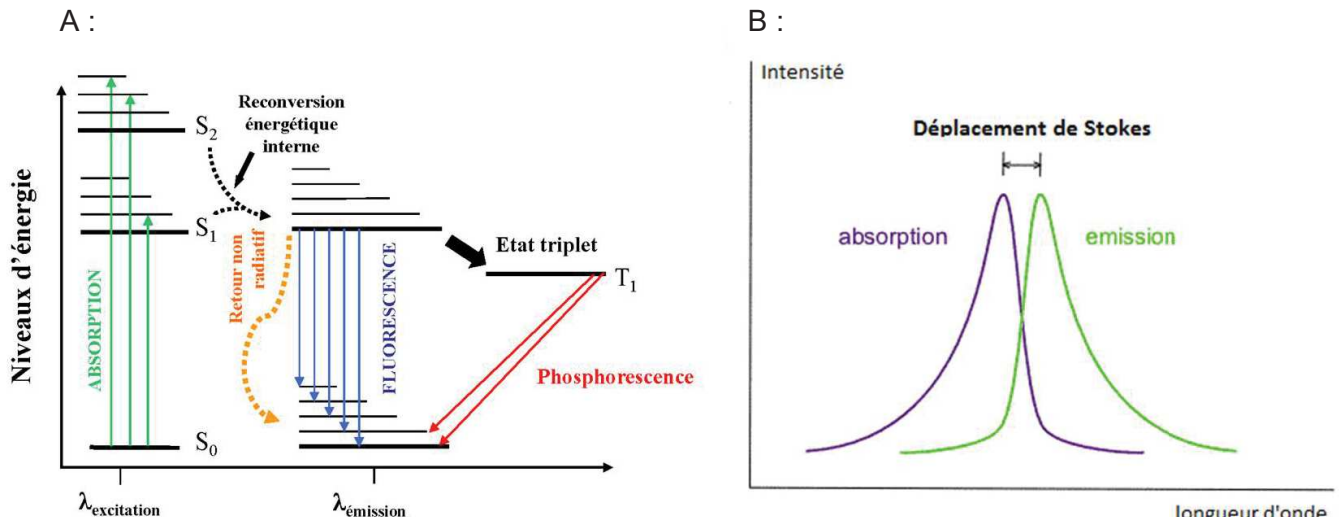 A :
B :
Niveaux d'énergie
S2
S1
S0
ABSORPTION
Reconversion
énergétique
interne
Retour non
radiatif
FLUORESCENCE
Etat triplet
T1
Phosphorescence
λexcitation
λémission
Intensité
Déplacement de Stokes
absorption
emission
longueur d'onde